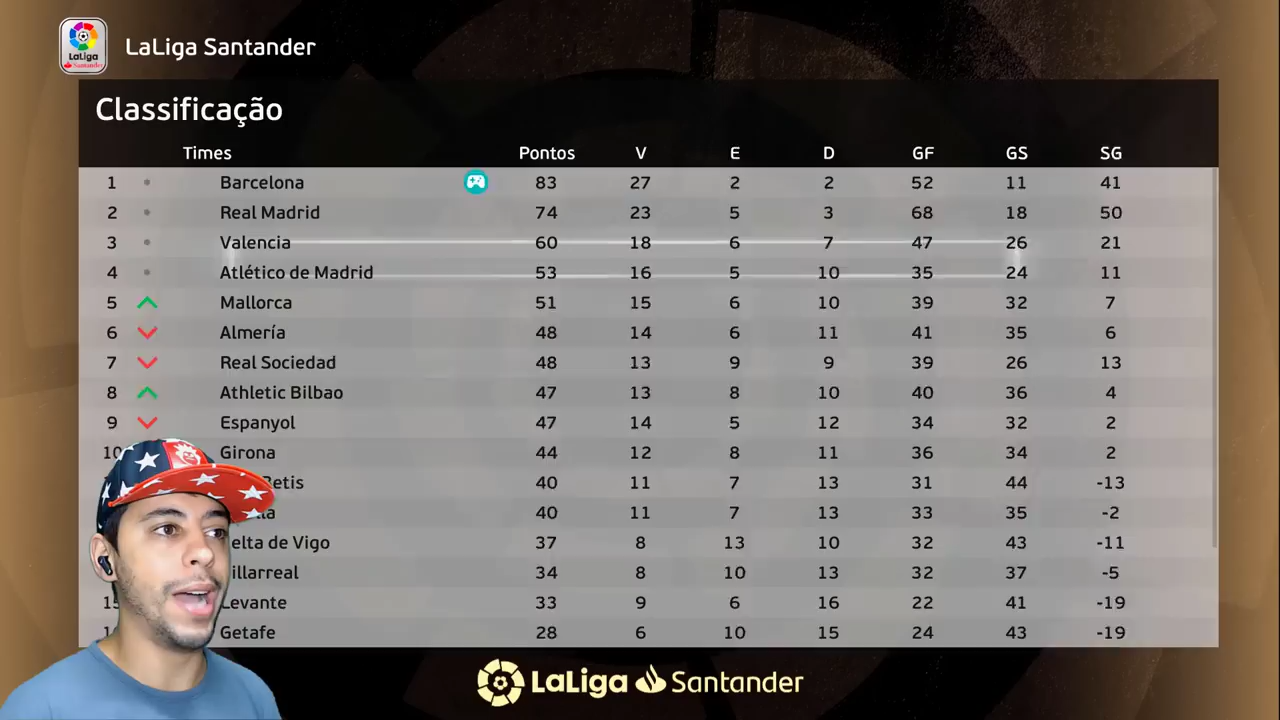 LaLiga Santander
LaLiga
Santander
Classificação
Times Pontos V E D GF GS SG
1 Barcelona 83 27 2 2 52 11 41
2 Real Madrid 74 23 5 3 68 18 50
3 Valencia 60 18 6 7 47 26 21
4 Atlético de Madrid 53 16 5 10 35 24 11
5 Mallorca 51 15 6 10 39 32 7
6 Almería 48 14 6 11 41 35 6
7 Real Sociedad 48 13 9 9 39 26 13
8 Athletic Bilbao 47 13 8 10 40 36 4
9 Espanyol 47 14 5 12 34 32 2
10 Girona 44 12 8 11 36 34 2
Betis 40 11 7 13 31 44 -13
40 11 7 13 33 35 -2
de Vigo 37 8 13 10 32 43 -11
34 8 10 13 32 37 -5
Levante 33 9 6 16 22 41 -19
Getafe 28 6 10 15 24 43 -19
LaLiga Santander